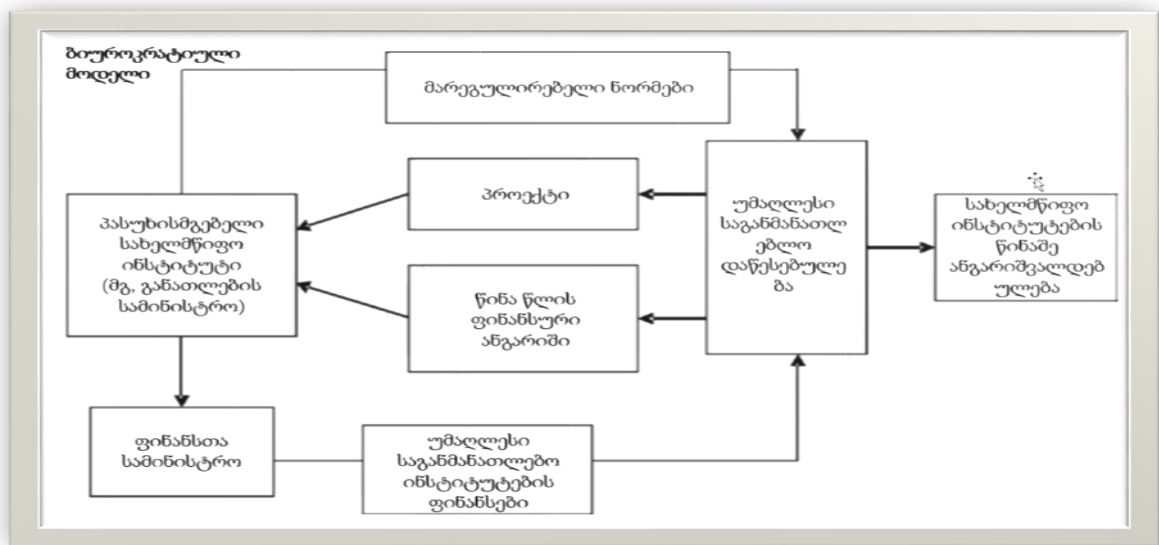 ბიუროკრატიული
მოდელი
მარეგულირებელი ნორმები
პროექტი
პასუხისმგებელი
სახელმწიფო
ინსტიტუტი
(მგ, განათლების
სამინისტრო)
წინა წლის
ფინანსური
ანგარიში
უმაღლესი
საგანმანათლ
ებლო
დაწესებულე
ბა
სახელმწიფო
ინსტიტუტების
წინაშე
ანგარიშვალდებ
ულება
ფინანსთა
სამინისტრო
უმაღლესი
საგანმანათლებო
ინსტიტუტების
ფინანსები